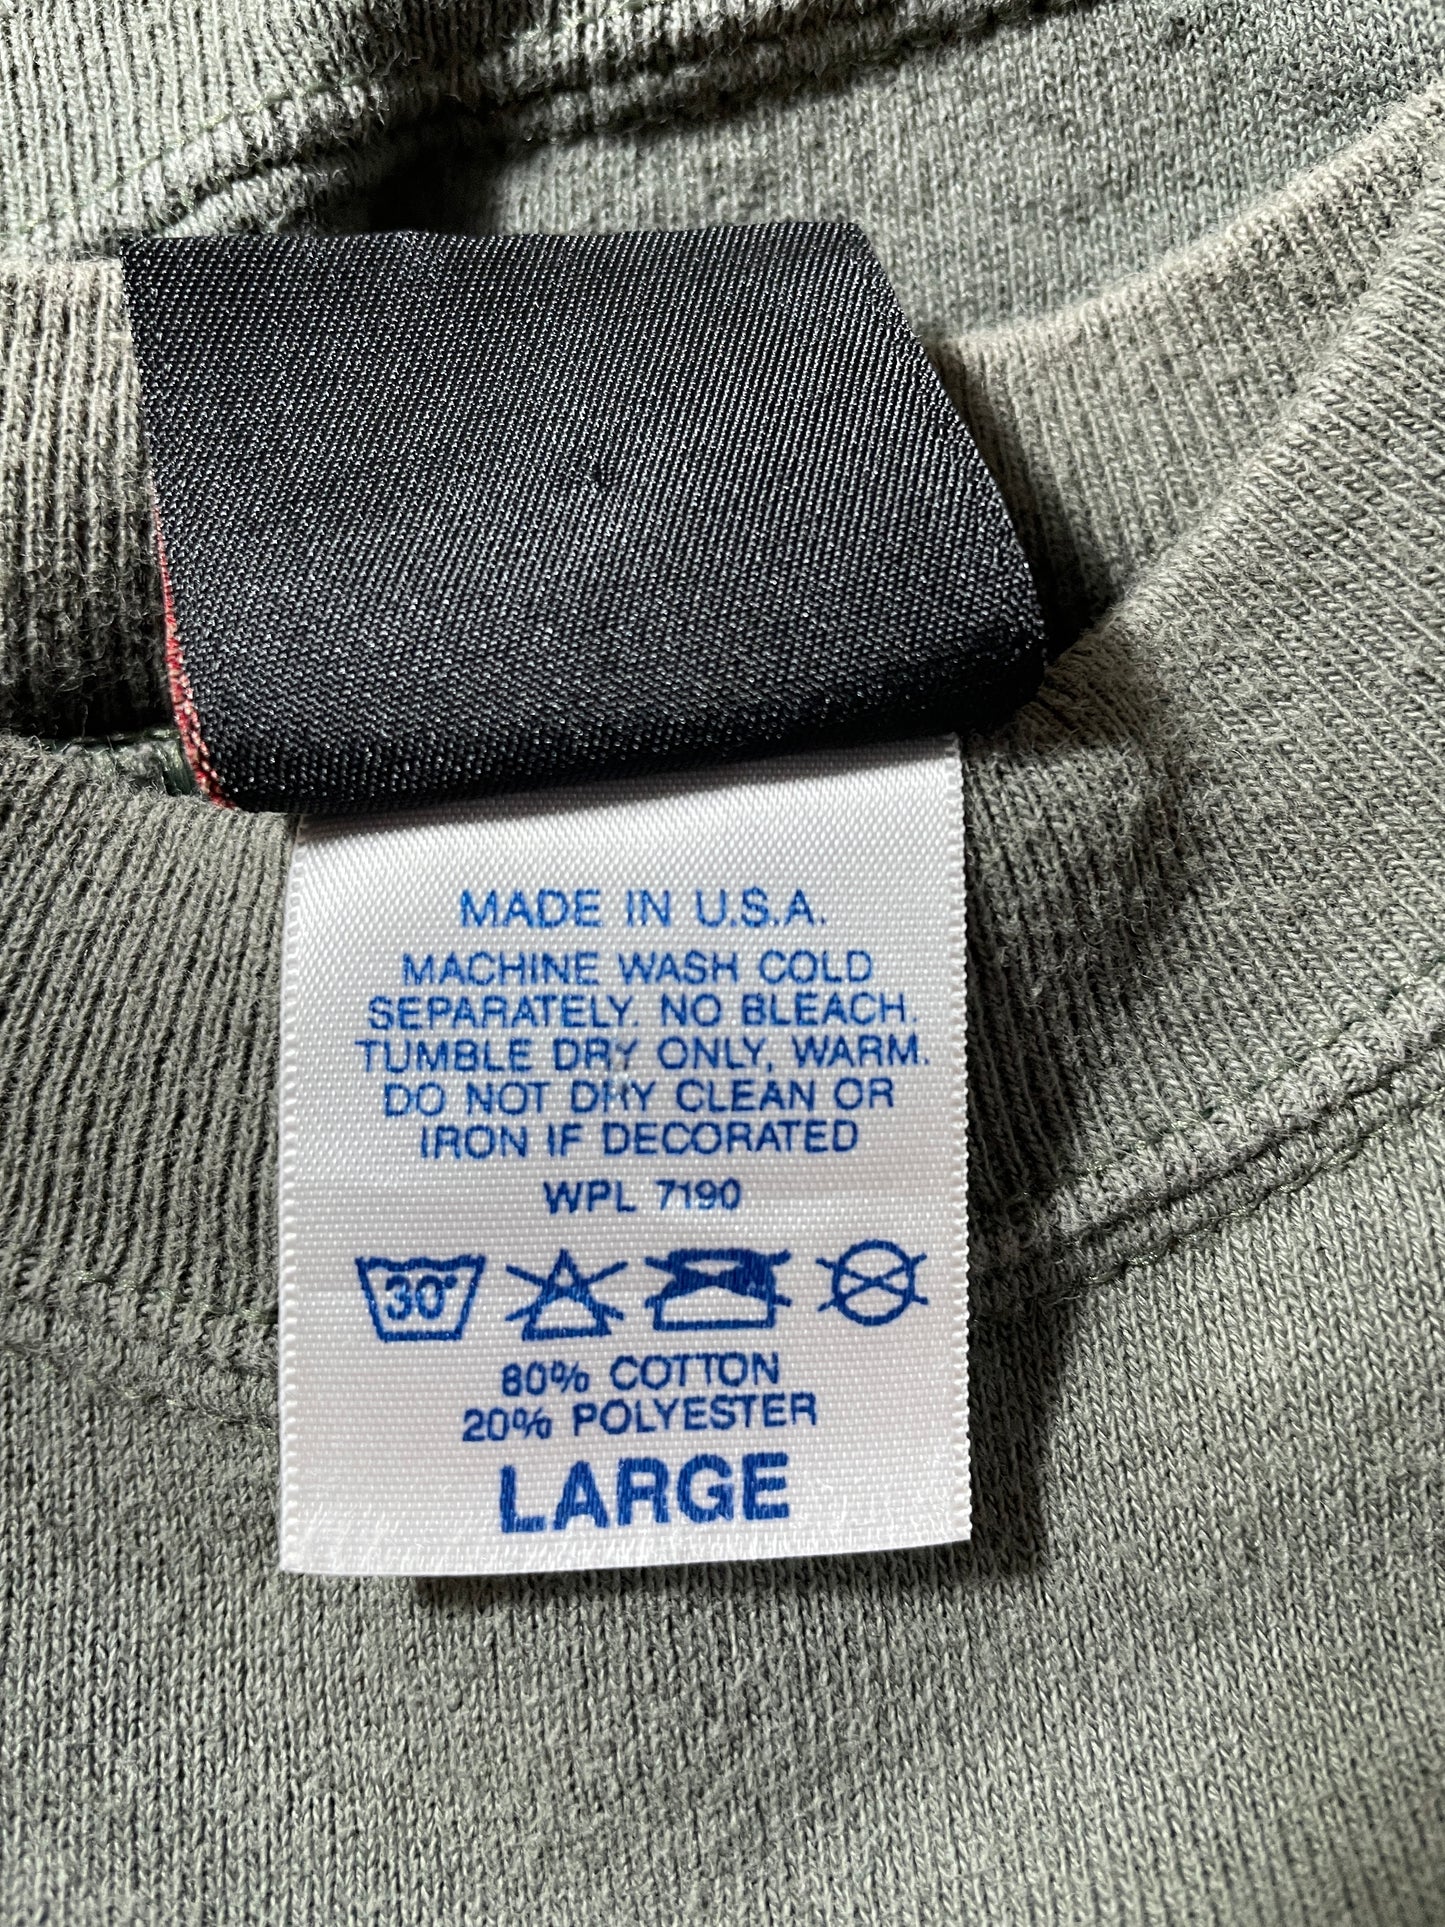 MADE IN U.S.A.
MACHINE WASH COLD
SEPARATELY. NO BLEACH.
TUMBLE DRY ONLY, WARM.
DO NOT DRY CLEAN OR
IRON IF DECORATED
WPL 7190
30°
80% COTTON
20% POLYESTER
LARGE